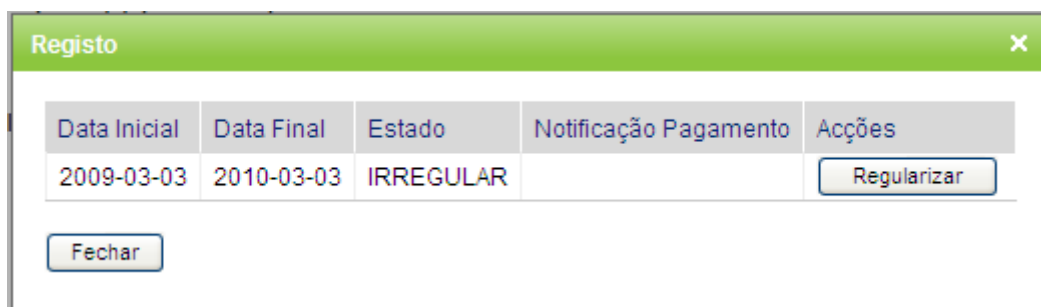 Registo
Data Inicial Data Final Estado Notificação Pagamento Acções
2009-03-03 2010-03-03 IRREGULAR Regularizar
Fechar